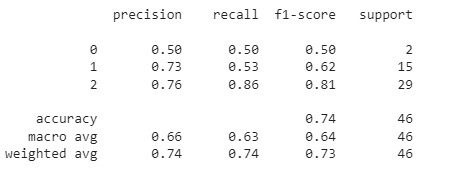 precision recall f1-score support
0 0.50 0.50 0.50 2
1 0.73 0.53 0.62 15
2 0.76 0.86 0.81 29
accuracy 0.74 46
macro avg 0.66 0.63 0.64 46
weighted avg 0.74 0.74 0.73 46